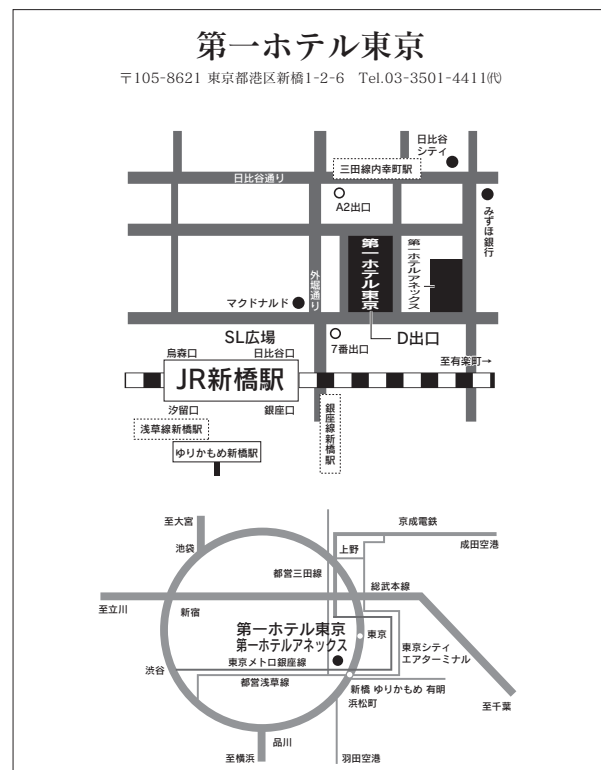 第一ホテル東京
〒105-8621 東京都港区新橋1-2-6 Tel.03-3501-4411㈹
日比谷シティ
三田線内幸町駅
日比谷通り
A2出口
みずほ銀行
第一ホテル東京
第一ホテルアネックス
外堀通り
マクドナルド
SL広場
7番出口
D出口
至有楽町→
烏森口
日比谷口
JR新橋駅
汐留口
銀座口
浅草線新橋駅
銀座線新橋駅
ゆりかもめ新橋駅
至大宮
京成電鉄
池袋
上野
成田空港
都営三田線
総武本線
至立川
新宿
第一ホテル東京
第一ホテルアネックス
東京
東京シティ
エアターミナル
東京メトロ銀座線
渋谷
都営浅草線
新橋 ゆりかもめ 有明
浜松町
至千葉
品川
至横浜
羽田空港